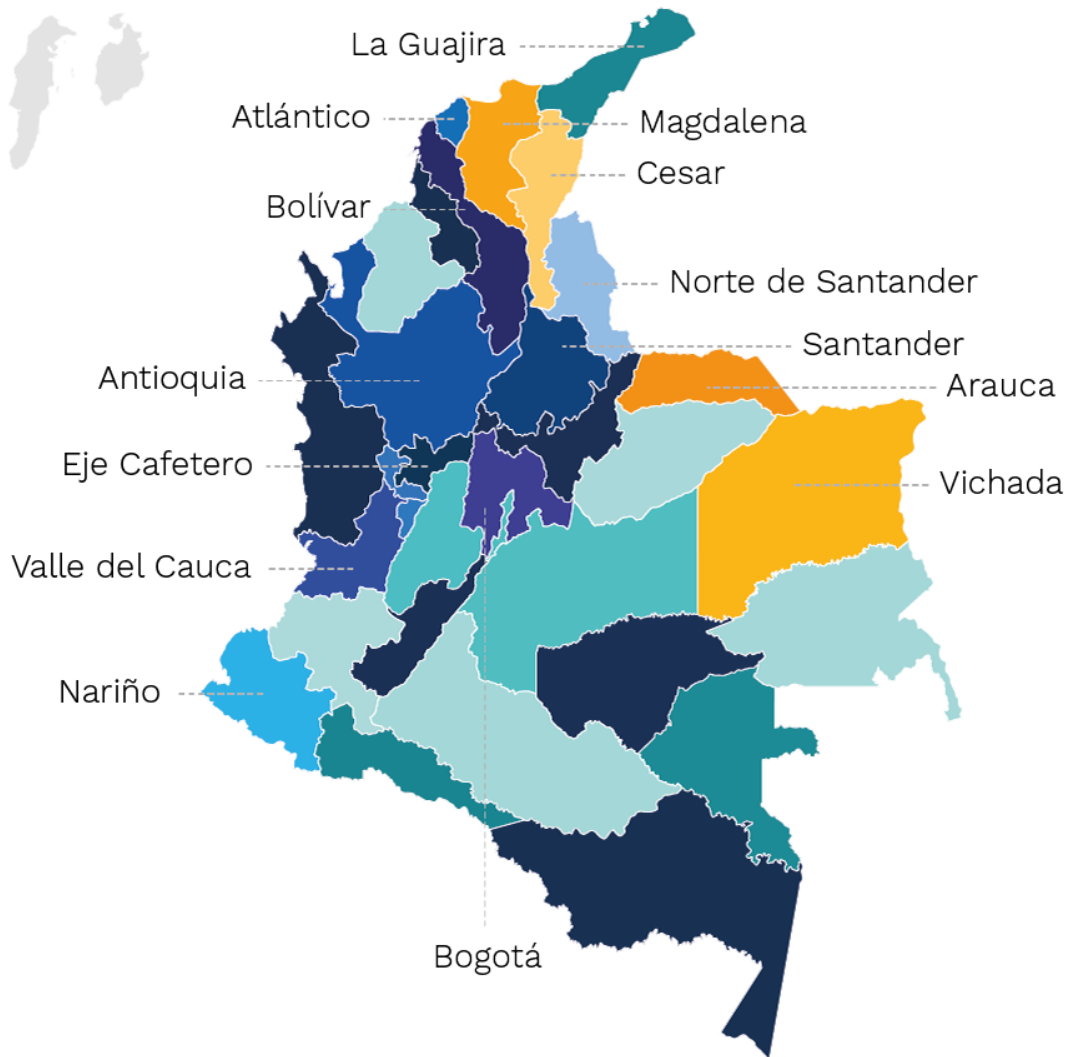 La Guajira
Atlántico
Magdalena
Cesar
Bolívar
Norte de Santander
Santander
Antioquia
Arauca
Eje Cafetero
Vichada
Valle del Cauca
Nariño
Bogotá